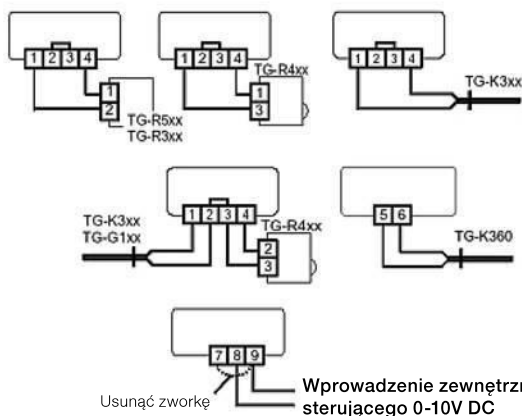 1 2 3 4
1
2
TG-R5xx
TG-R3xx
1 2 3 4
TG-R4xx
1
3
1 2 3 4
TG-K3xx
TG-K3xx
TG-G1xx
1 2 3 4
TG-R4xx
2
3
5 6
TG-K360
7 8 9
Usunąć zworkę
Wprowadzenie
sterującego 0-10V DC